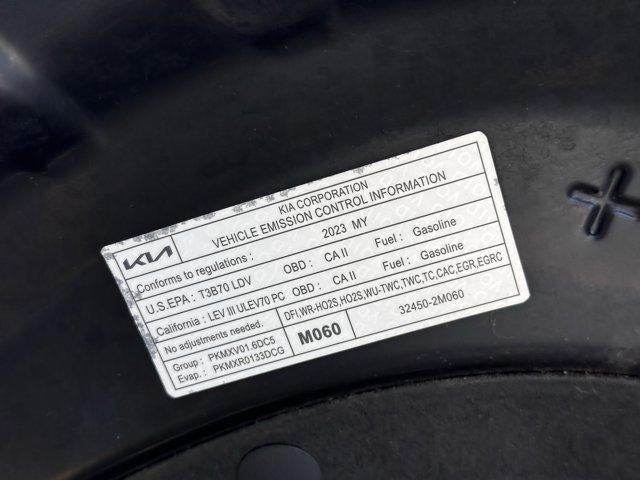 KIA KIA CORPORATION
VEHICLE EMISSION CONTROL INFORMATION
Conforms to regulations : 2023 MY
U.S.EPA : T3B70 LDV OBD : CA II Fuel : Gasoline
California : LEV III ULEV70 PC OBD : CA II Fuel : Gasoline
No adjustments needed. DFI,WR-HO2S,HO2S,WU-TWC,TWC,TC,CAC,EGR,EGRC
Group : PKMXV01.6DC5 M060 32450-2M060
Evap. : PKMXR0133DCG